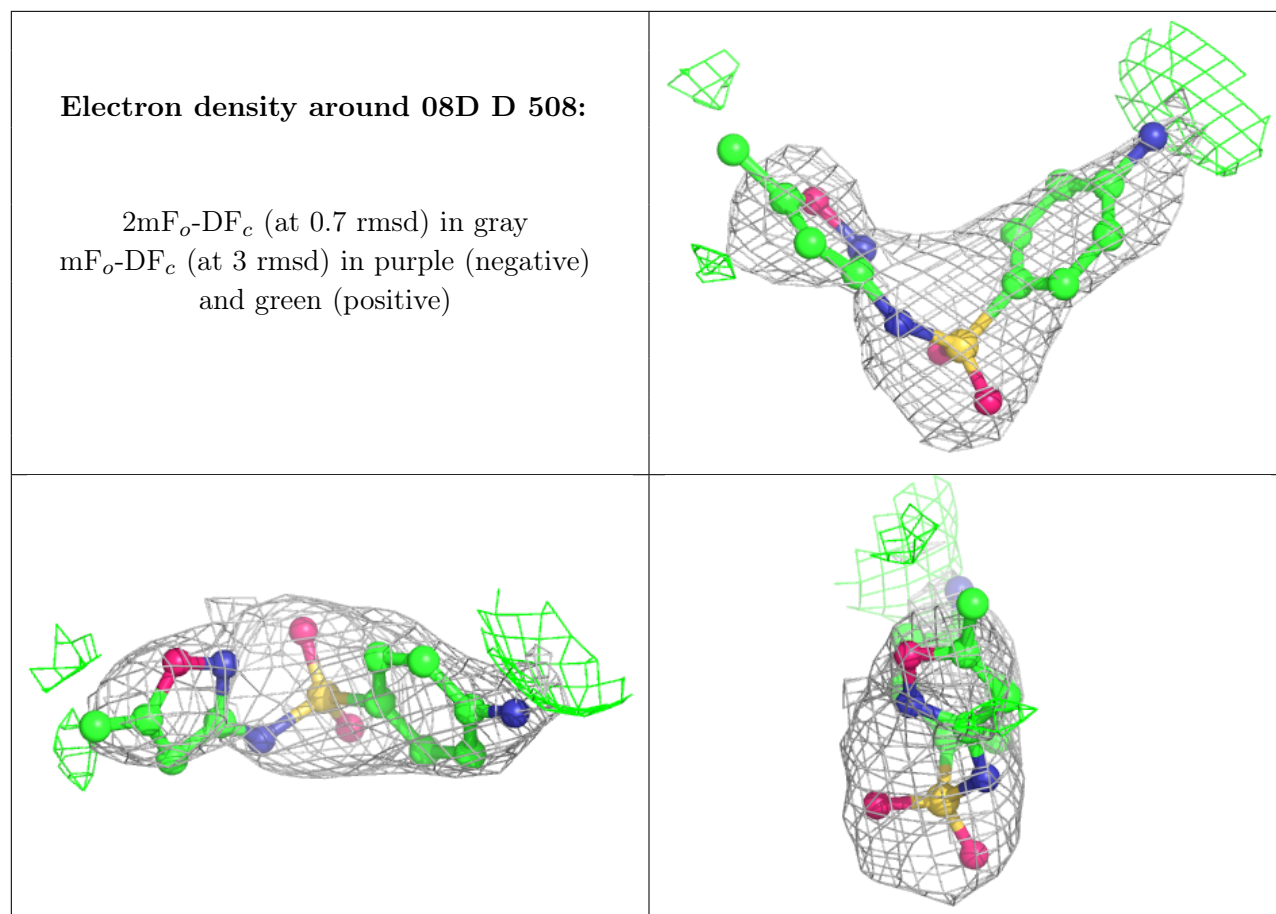 Electron density around 08D D 508:
2mFo-DFc (at 0.7 rmsd) in gray
mFo-DFc (at 3 rmsd) in purple (negative)
and green (positive)